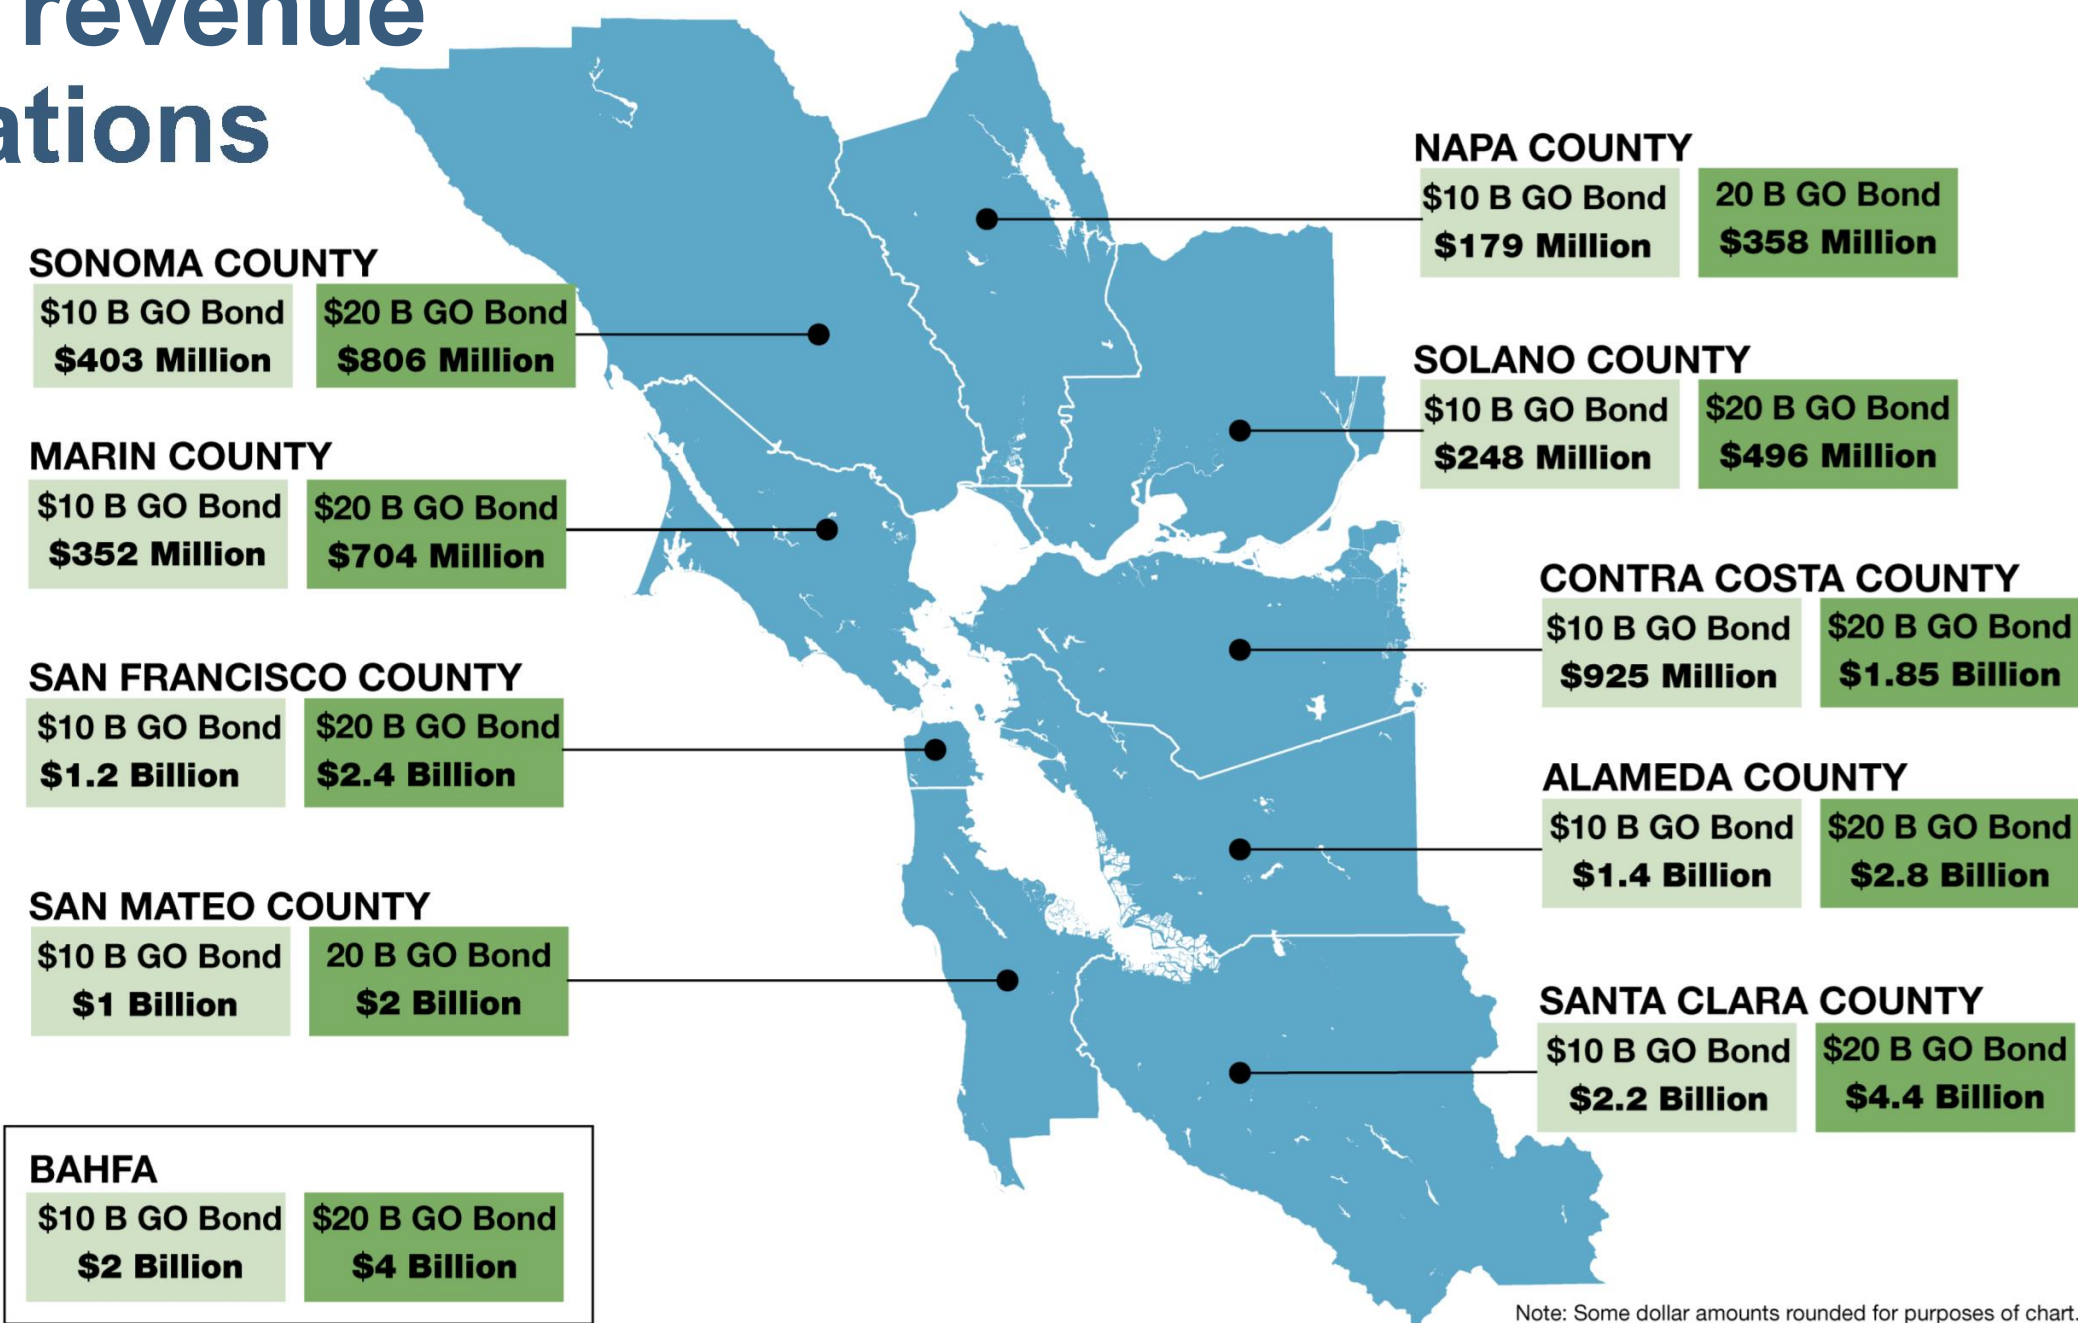 revenue
ations
SONOMA COUNTY
$10 B GO Bond
$403 Million
$20 B GO Bond
$806 Million
MARIN COUNTY
$10 B GO Bond
$352 Million
$20 B GO Bond
$704 Million
SAN FRANCISCO COUNTY
$10 B GO Bond
$1.2 Billion
$20 B GO Bond
$2.4 Billion
SAN MATEO COUNTY
$10 B GO Bond
$1 Billion
20 B GO Bond
$2 Billion
BAHFA
$10 B GO Bond
$2 Billion
$20 B GO Bond
$4 Billion
NAPA COUNTY
$10 B GO Bond
$179 Million
20 B GO Bond
$358 Million
SOLANO COUNTY
$10 B GO Bond
$248 Million
$20 B GO Bond
$496 Million
CONTRA COSTA COUNTY
$10 B GO Bond
$925 Million
$20 B GO Bond
$1.85 Billion
ALAMEDA COUNTY
$10 B GO Bond
$1.4 Billion
$20 B GO Bond
$2.8 Billion
SANTA CLARA COUNTY
$10 B GO Bond
$2.2 Billion
$20 B GO Bond
$4.4 Billion
Note: Some dollar amounts rounded for purposes of chart.